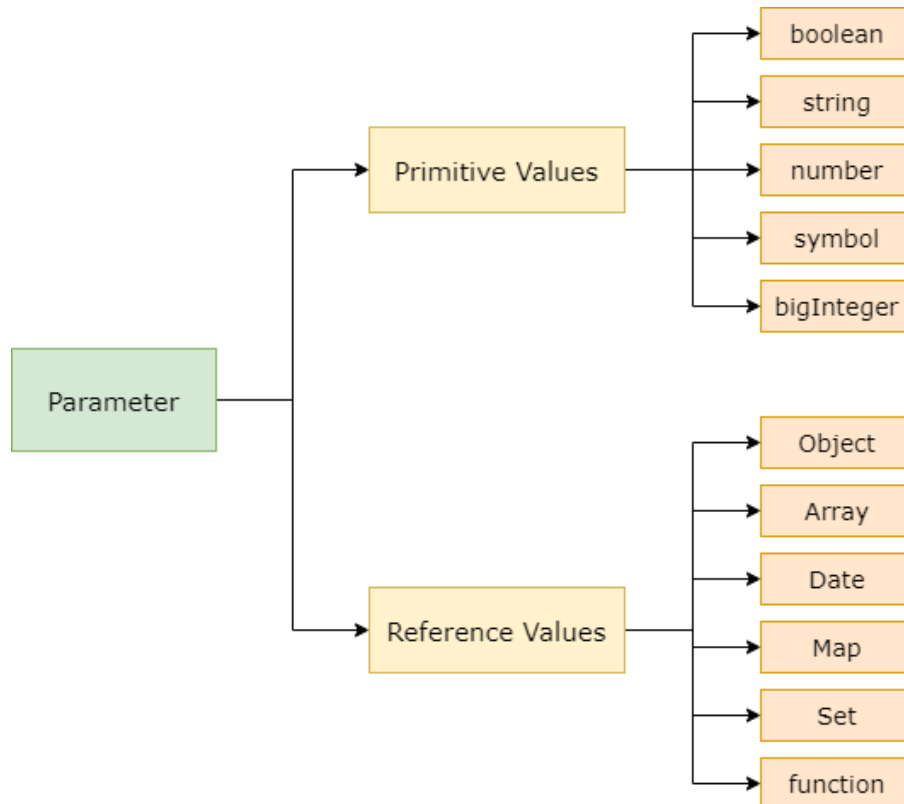 Parameter
Primitive Values
boolean
string
number
symbol
bigInteger
Reference Values
Object
Array
Date
Map
Set
function